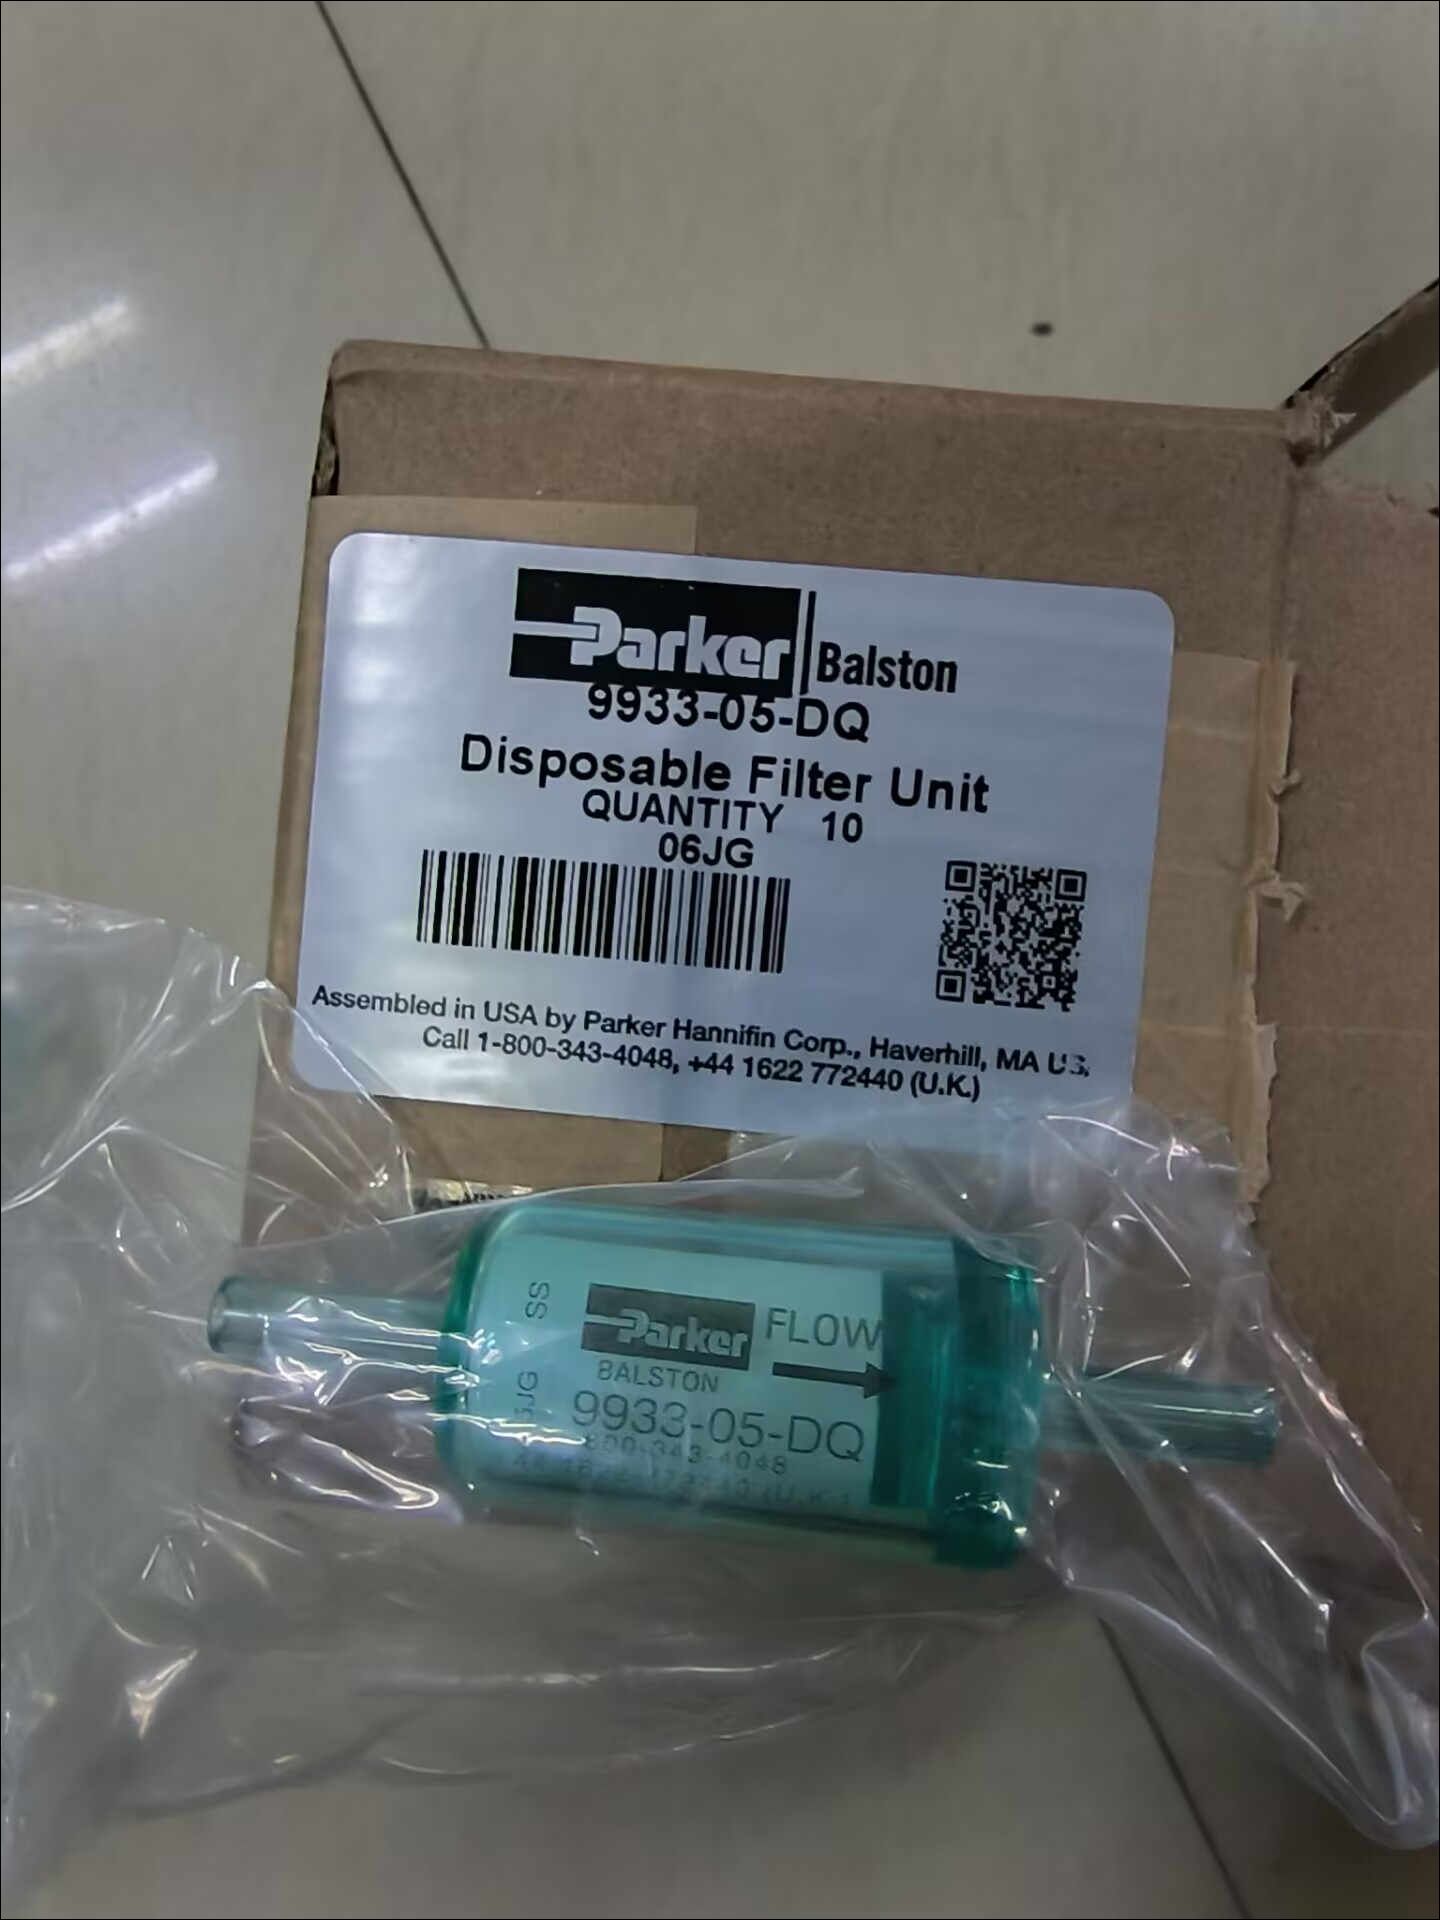 Parker Balston
9933-05-DQ
Disposable Filter Unit
QUANTITY 10
06JG
Assembled in USA by Parker Hannifin Corp., Haverhill, MA US.
Call 1-800-343-4048, +44 1622 772440 (U.K.)
SS
Parker
FLOW
BALSTON
9933-05-DQ
800-343-4048